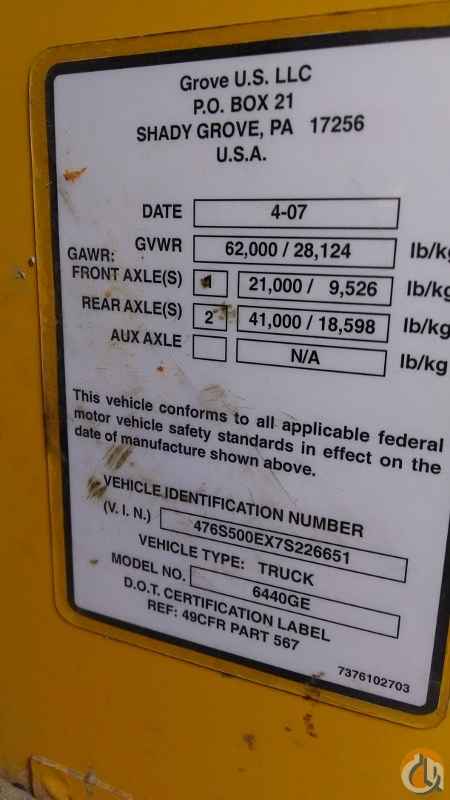 Grove U.S. LLC
P.O. BOX 21
SHADY GROVE, PA 17256
U.S.A.
DATE 4-07
GVWR 62,000 / 28,124 lb/kg
GAWR:
FRONT AXLE(S) 1 21,000 / 9,526 lb/kg
REAR AXLE(S) 2 41,000 / 18,598 lb/kg
AUX AXLE N/A lb/kg
This vehicle conforms to all applicable federal
motor vehicle safety standards in effect on the
date of manufacture shown above.
VEHICLE IDENTIFICATION NUMBER
(V. I. N.) 476S500EX7S226651
VEHICLE TYPE: TRUCK
MODEL NO. 6440GE
D.O.T. CERTIFICATION LABEL
REF: 49CFR PART 567
7376102703